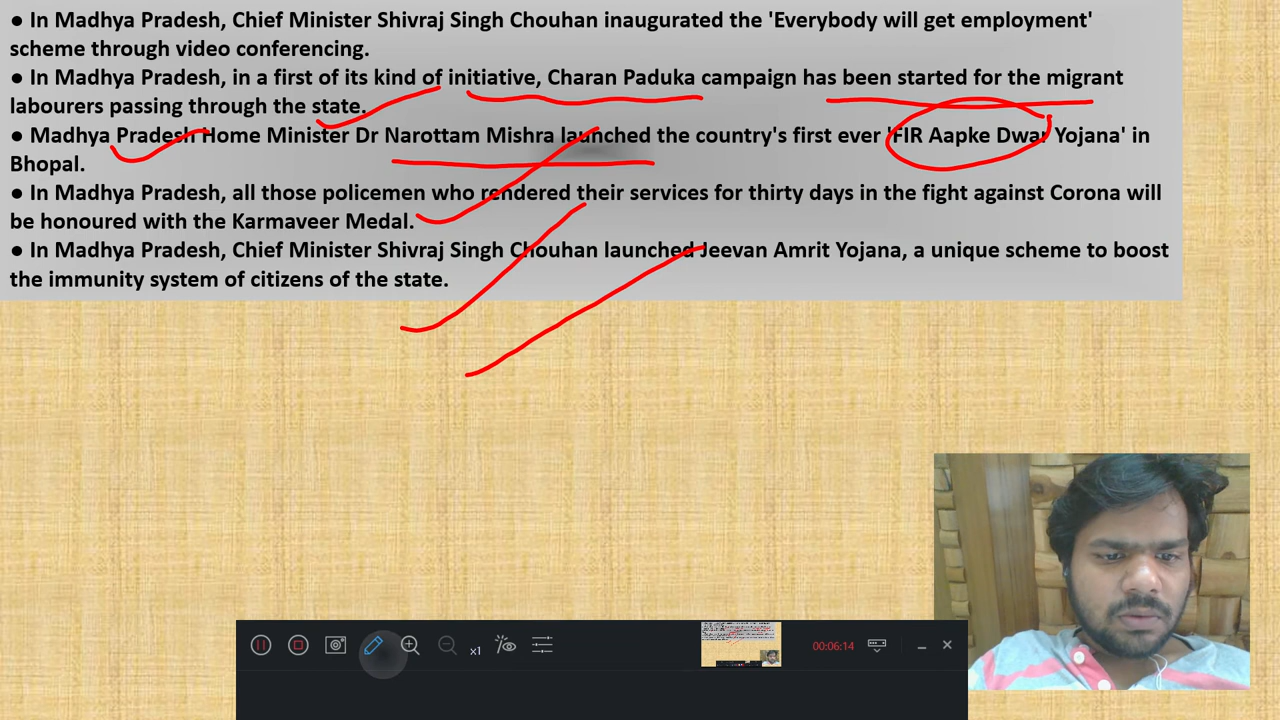 ● In Madhya Pradesh, Chief Minister Shivraj Singh Chouhan inaugurated the 'Everybody will get employment'
scheme through video conferencing.
● In Madhya Pradesh, in a first of its kind of initiative, Charan Paduka campaign has been started for the migrant
labourers passing through the state.
● Madhya Pradesh Home Minister Dr Narottam Mishra launched the country's first ever 'FIR Aapke Dwar Yojana' in
Bhopal.
● In Madhya Pradesh, all those policemen who rendered their services for thirty days in the fight against Corona will
be honoured with the Karmaveer Medal.
● In Madhya Pradesh, Chief Minister Shivraj Singh Chouhan launched Jeevan Amrit Yojana, a unique scheme to boost
the immunity system of citizens of the state.
x1
00:06:14